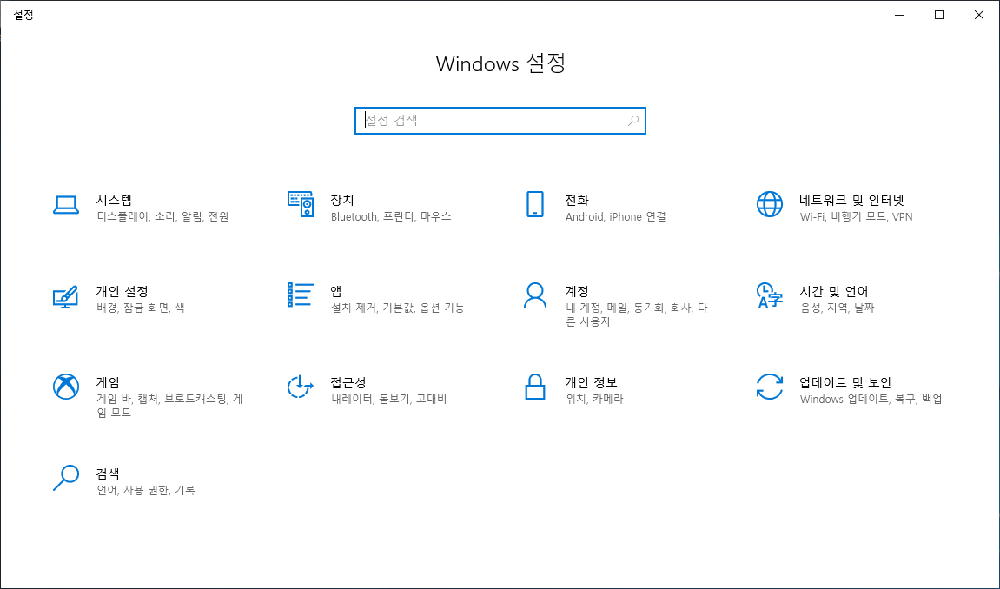 설정
Windows 설정
설정 검색
시스템
디스플레이, 소리, 알림, 전원
장치
Bluetooth, 프린터, 마우스
전화
Android, iPhone 연결
네트워크 및 인터넷
Wi-Fi, 비행기 모드, VPN
개인 설정
배경, 잠금 화면, 색
앱
설치 제거, 기본값, 옵션 기능
계정
내 계정, 메일, 동기화, 회사, 다
른 사용자
시간 및 언어
음성, 지역, 날짜
게임
게임 바, 캡처, 브로드캐스팅, 게
임 모드
접근성
내레이터, 돋보기, 고대비
개인 정보
위치, 카메라
업데이트 및 보안
Windows 업데이트, 복구, 백업
검색
언어, 사용 권한, 기록